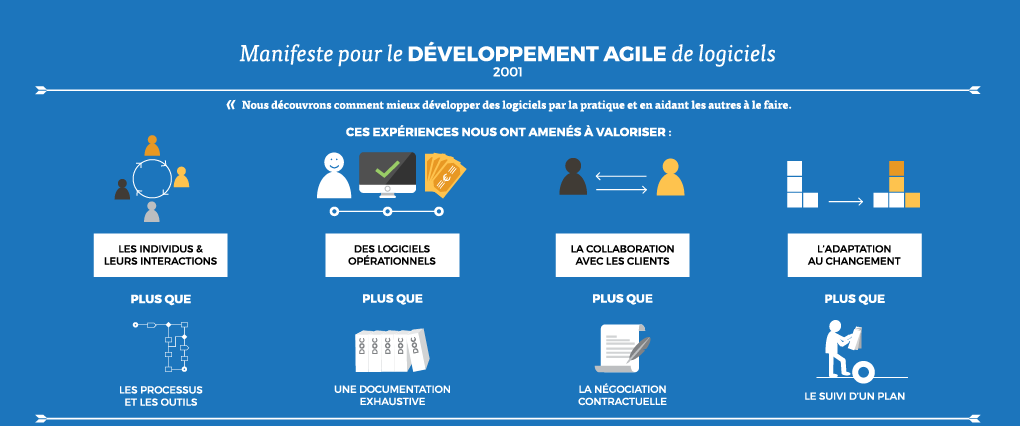 Manifeste pour le DÉVELOPPEMENT AGILE de logiciels
2001
« Nous découvrons comment mieux développer des logiciels par la pratique et en aidant les autres à le faire.
CES EXPÉRIENCES NOUS ONT AMENÉS À VALORISER :
LES INDIVIDUS &
LEURS INTERACTIONS
PLUS QUE
LES PROCESSUS
ET LES OUTILS
DES LOGICIELS
OPÉRATIONNELS
PLUS QUE
DOC DOC DOC DOC DOC
UNE DOCUMENTATION
EXHAUSTIVE
LA COLLABORATION
AVEC LES CLIENTS
PLUS QUE
LA NÉGOCIATION
CONTRACTUELLE
L'ADAPTATION
AU CHANGEMENT
PLUS QUE
LE SUIVI D'UN PLAN